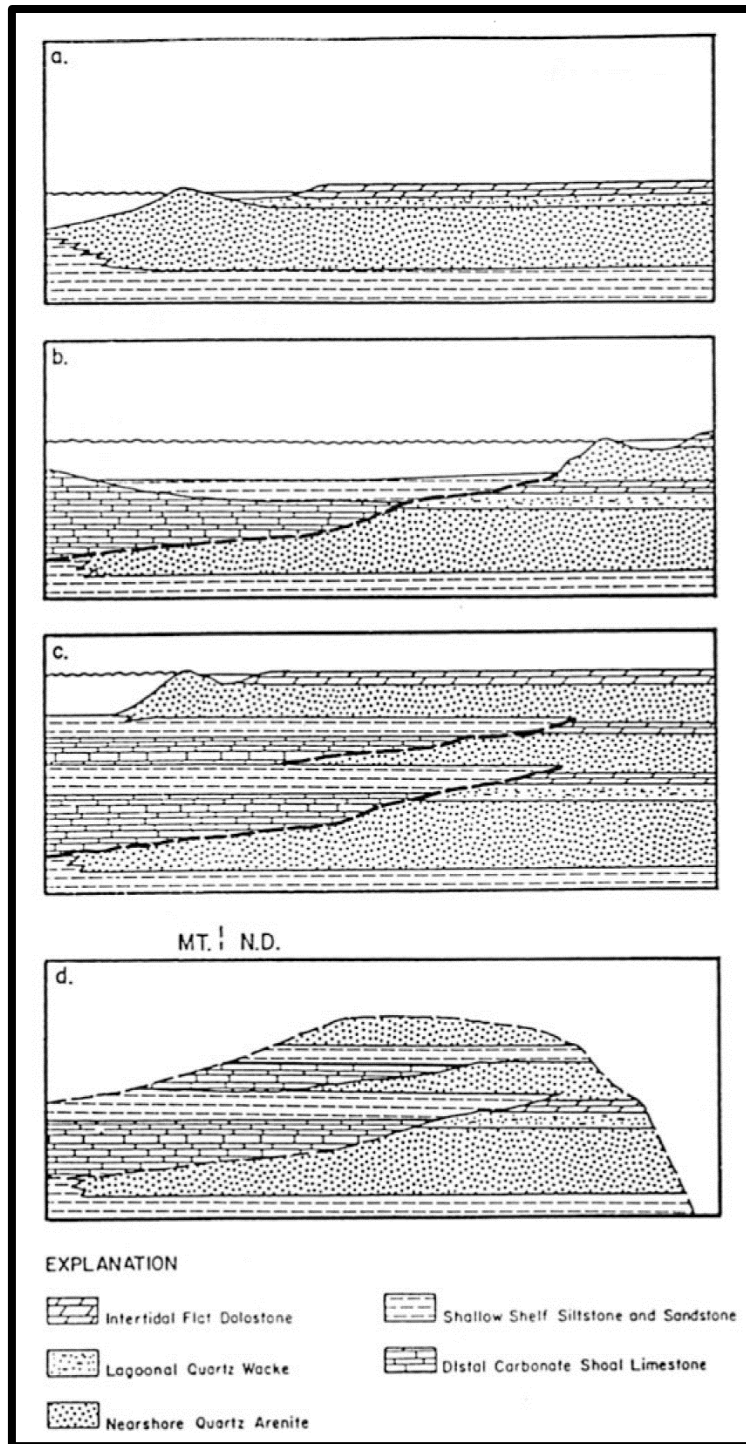 a.
b.
c.
MT. ¦ N.D.
d.
EXPLANATION
Intertidal Flct Dolostone
Shallow Shelf Siltstone and Sandstone
Lagoonal Quartz Wacke
Distal Carbonate Shoal Limestone
Nearshore Quartz Arenite